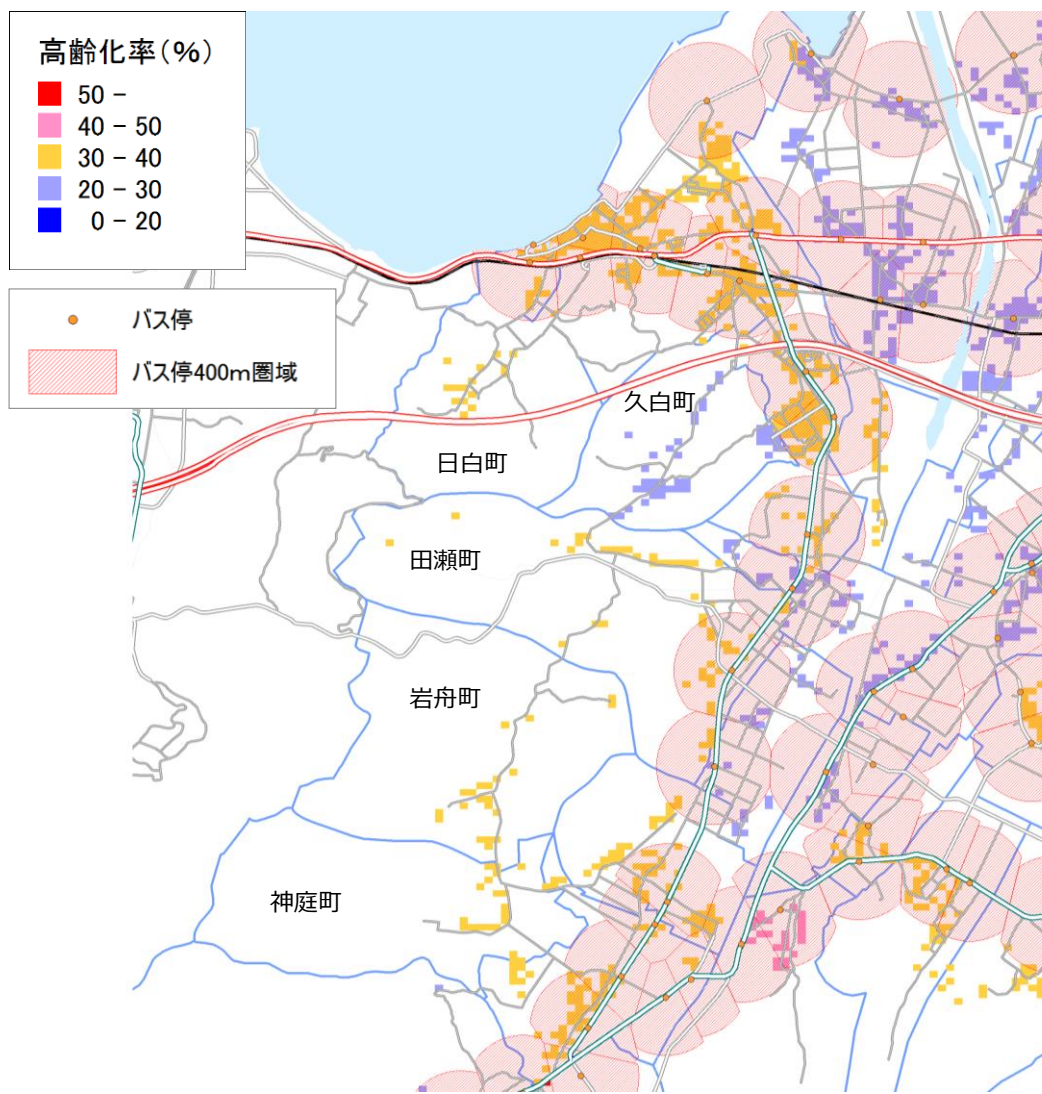 高齢化率(%)
50 -
40 - 50
30 - 40
20 - 30
0 - 20
バス停
バス停400m圏域
久白町
日白町
田瀬町
岩舟町
神庭町